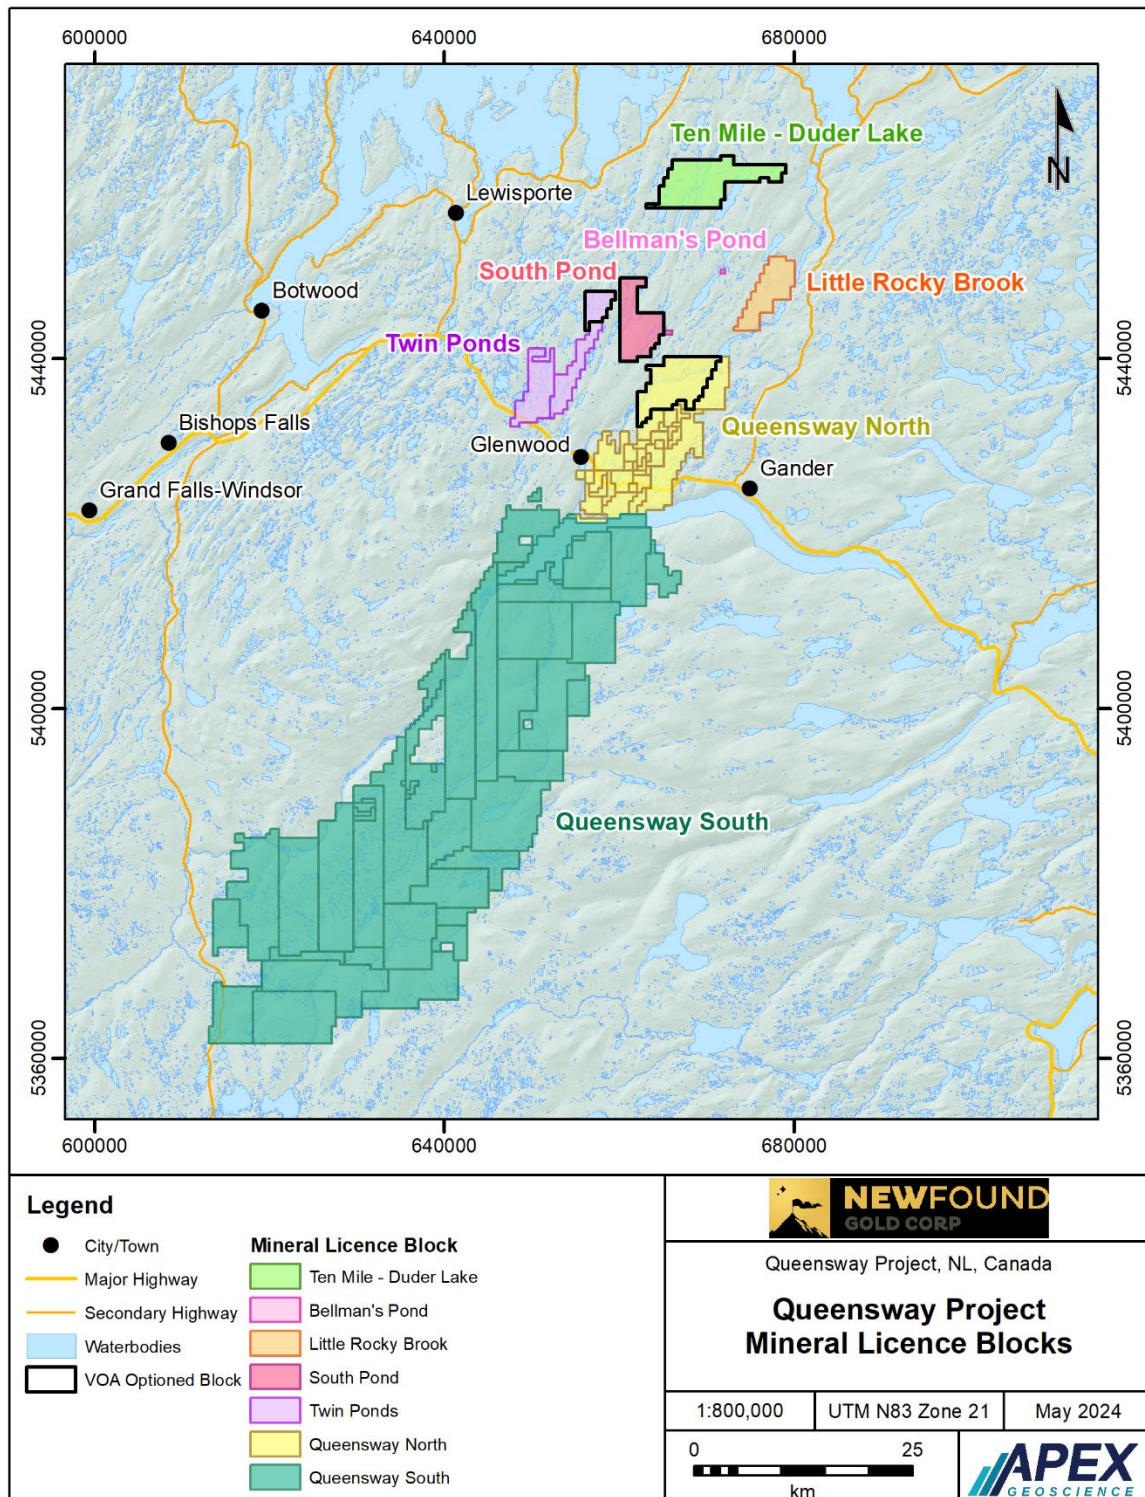 600000 640000 680000
Ten Mile - Duder Lake
N
Lewisporte
Bellman's Pond
South Pond
Little Rocky Brook
Botwood
Twin Ponds
5440000 5440000
Bishops Falls
Queensway North
Glenwood
Gander
Grand Falls-Windsor
5400000 5400000
Queensway South
5360000 5360000
600000 640000 680000
Legend
City/Town
Major Highway
Secondary Highway
Waterbodies
VOA Optioned Block
Mineral Licence Block
Ten Mile - Duder Lake
Bellman's Pond
Little Rocky Brook
South Pond
Twin Ponds
Queensway North
Queensway South
NEWFOUND
GOLD CORP
Queensway Project, NL, Canada
Queensway Project
Mineral Licence Blocks
1:800,000 UTM N83 Zone 21 May 2024
0 25
km
APEX
GEOSCIENCE